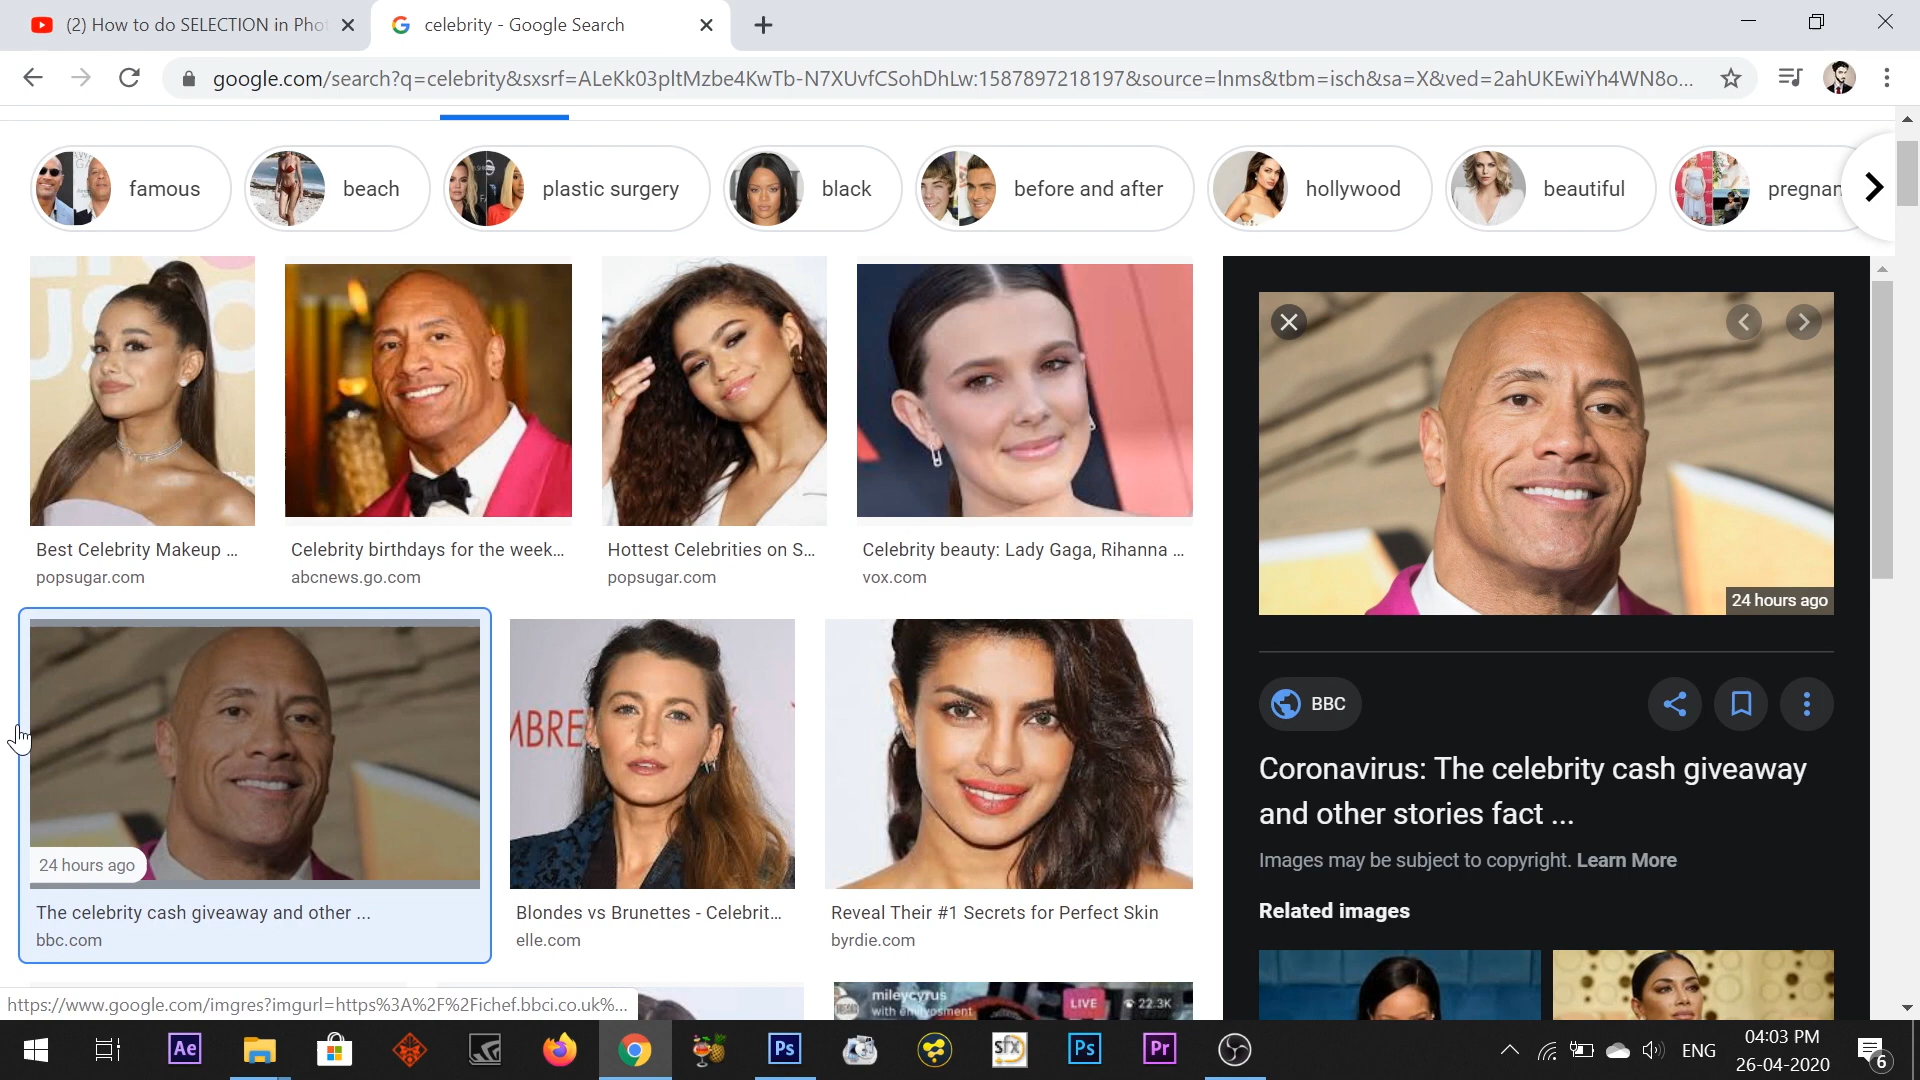 (2) How to do SELECTION in Pho
celebrity - Google Search
google.com/search?q=celebrity&sxsrf=ALeKk03pltMzbe4KwTb-N7XUvfCSohDhLw:1587897218197&source=lnms&tbm=isch&sa=X&ved=2ahUKEwiYh4WN8o...
famous
beach
plastic surgery
black
before and after
hollywood
beautiful
pregnan
Best Celebrity Makeup ...
popsugar.com
Celebrity birthdays for the week...
abcnews.go.com
Hottest Celebrities on S...
popsugar.com
Celebrity beauty: Lady Gaga, Rihanna ...
vox.com
24 hours ago
BBC
Coronavirus: The celebrity cash giveaway
and other stories fact ...
Images may be subject to copyright. Learn More
Related images
MBRE
24 hours ago
The celebrity cash giveaway and other ...
bbc.com
Blondes vs Brunettes - Celebrit...
elle.com
Reveal Their #1 Secrets for Perfect Skin
byrdie.com
mileycyrus
with emilyosment
LIVE
22.3K
https://www.google.com/imgres?imgurl=https%3A%2F%2Fichef.bbci.co.uk%...
Ae
Ps
sfx
Ps
Pr
ENG
04:03 PM
26-04-2020
6